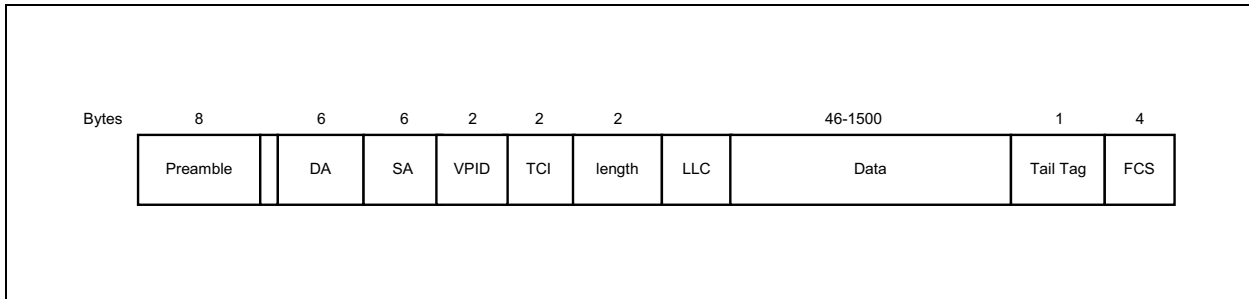 Bytes 8 6 6 2 2 2 46-1500 1 4
Preamble DA SA VPID TCI length LLC Data Tail Tag FCS